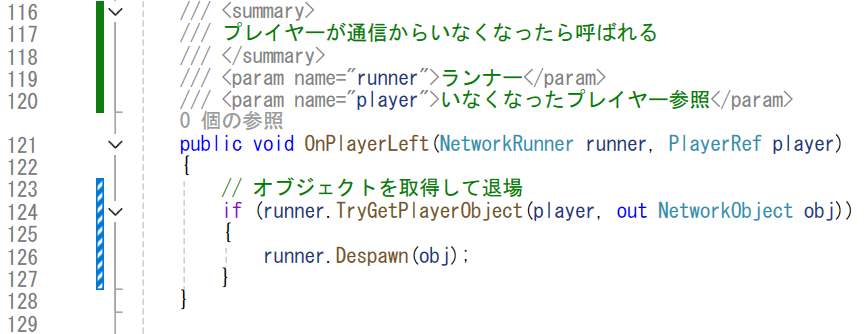 116 /// <summary>
117 /// プレイヤーが通信からいなくなったら呼ばれる
118 /// </summary>
119 /// <param name="runner">ランナー</param>
120 /// <param name="player">いなくなったプレイヤー参照</param>
0 個の参照
121 public void OnPlayerLeft(NetworkRunner runner, PlayerRef player)
122 {
123 // オブジェクトを取得して退場
124 if (runner.TryGetPlayerObject(player, out NetworkObject obj))
125 {
126 runner.Despawn(obj);
127 }
128 }
129